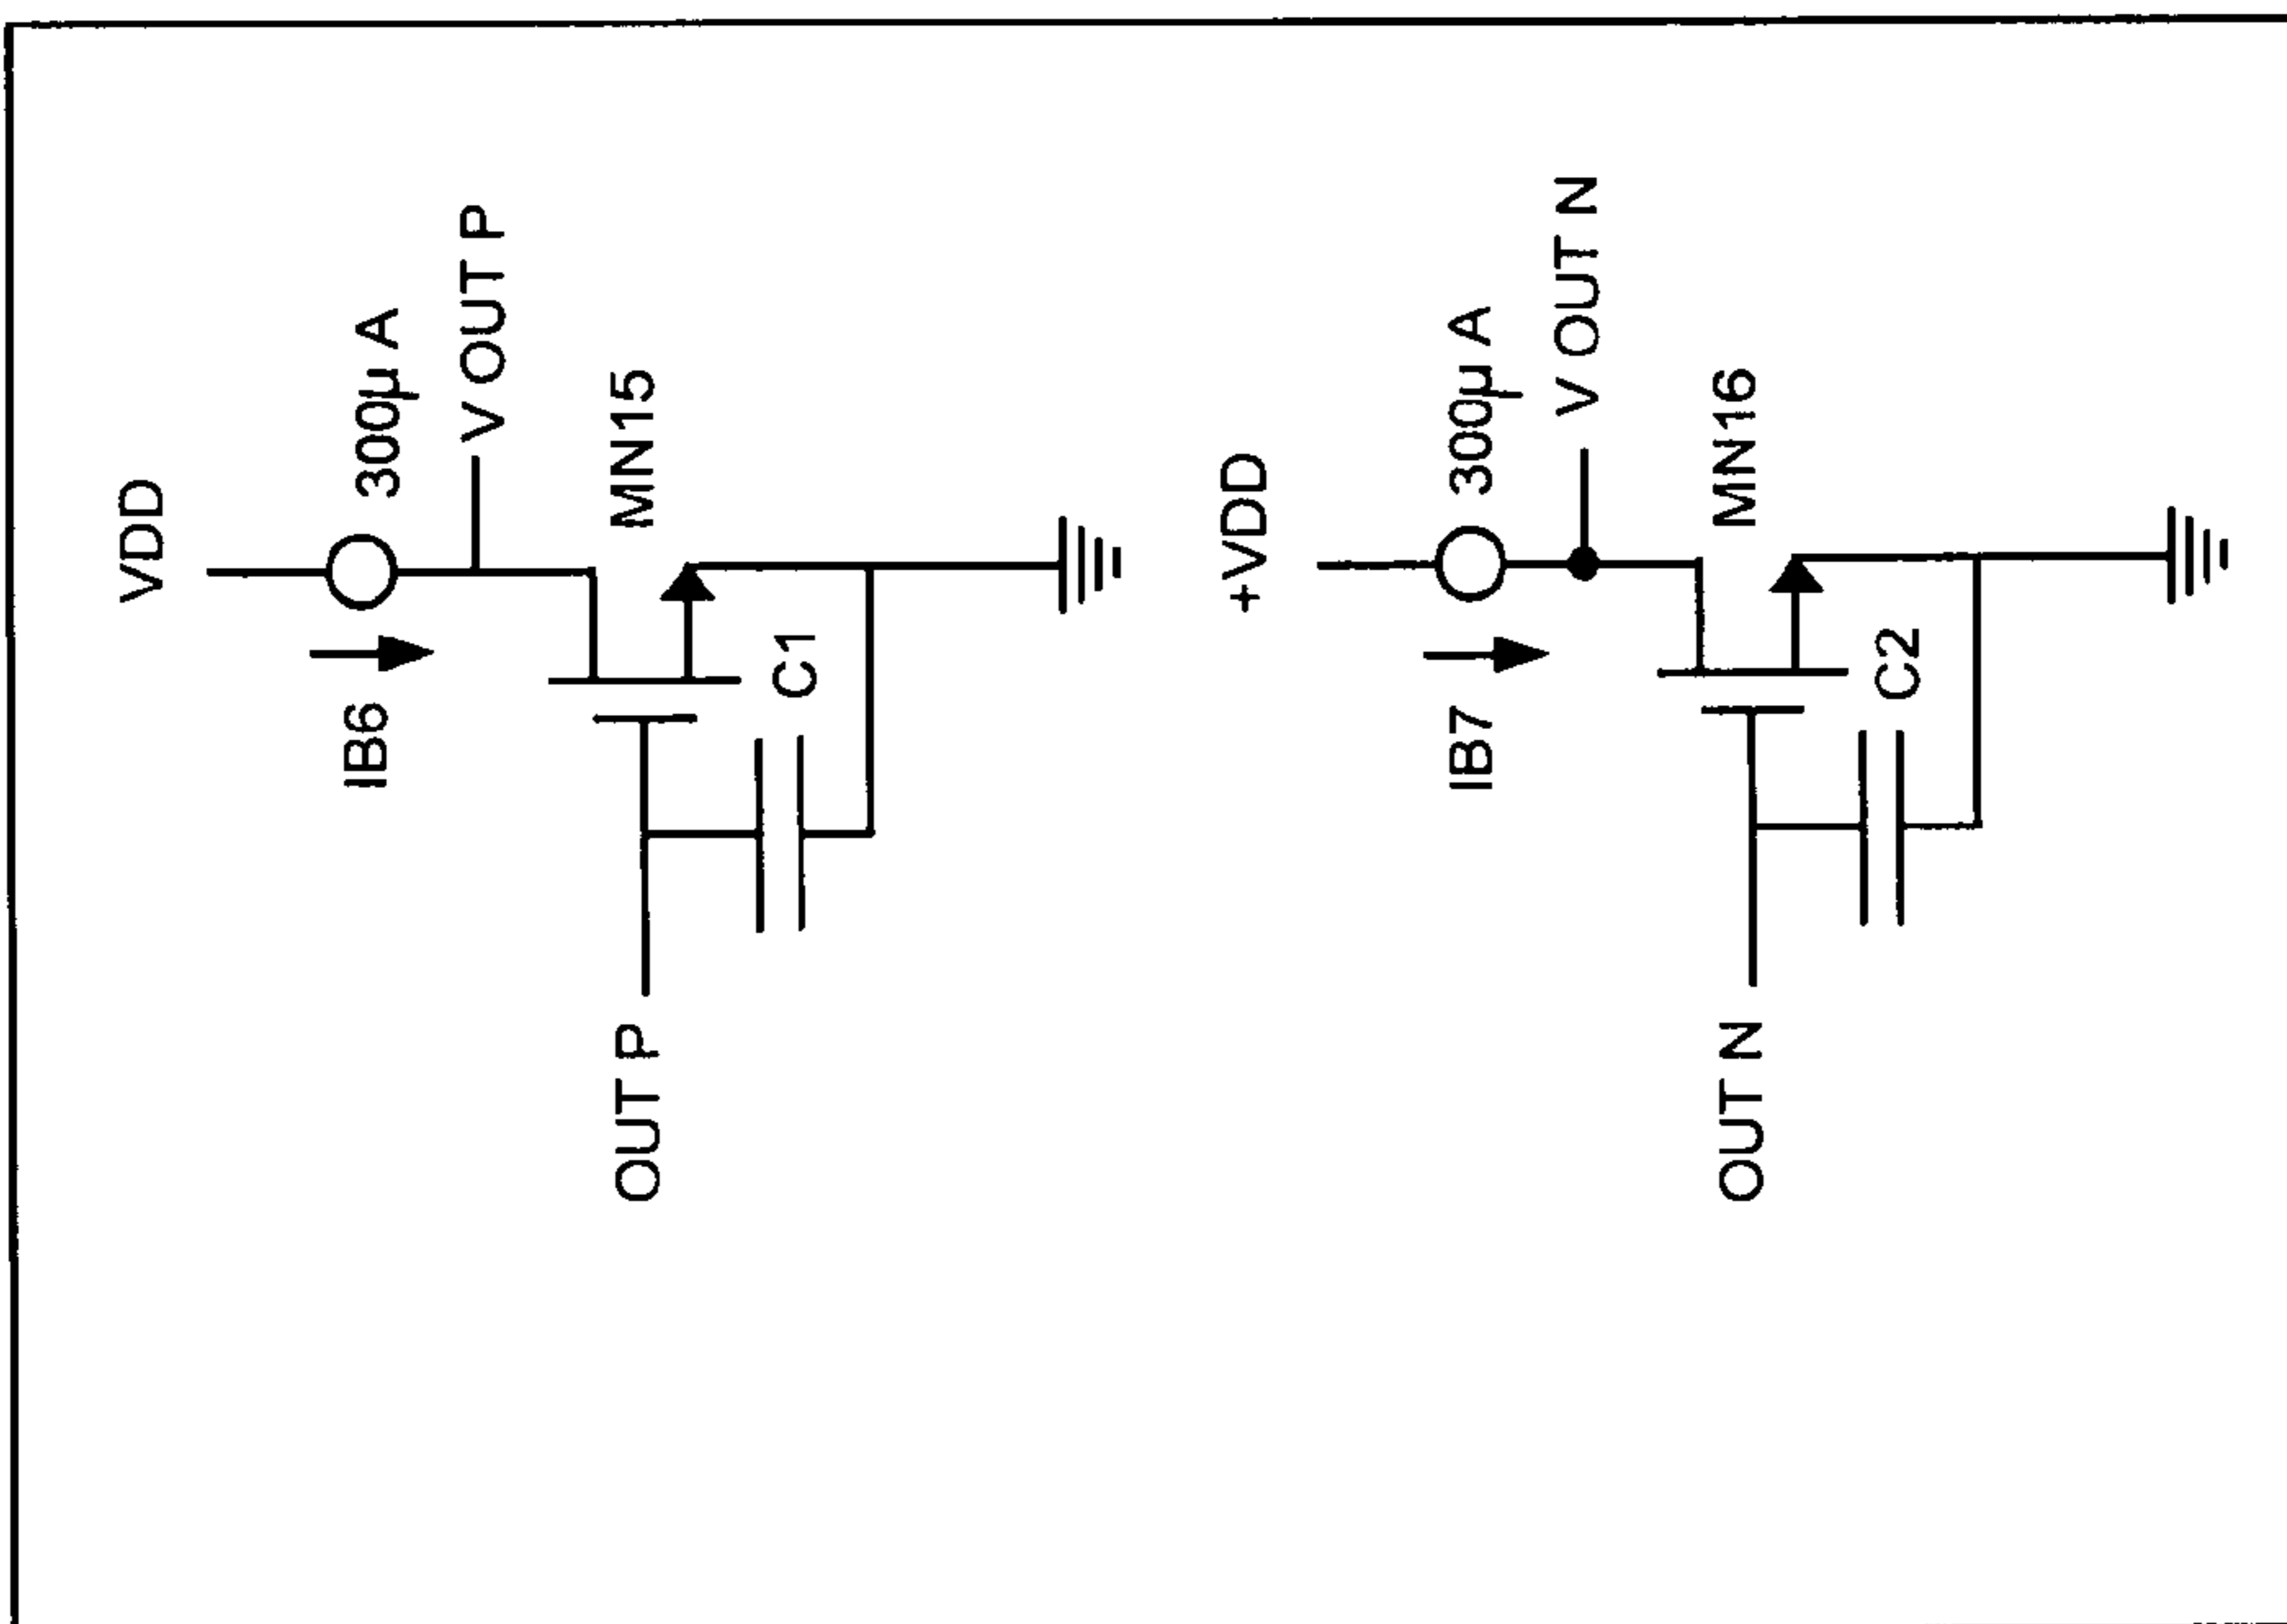 VDD
IB6
300µ A
V OUT P
OUT P
MN15
C1
+VDD
IB7
300µ A
V OUT N
OUT N
MN16
C2